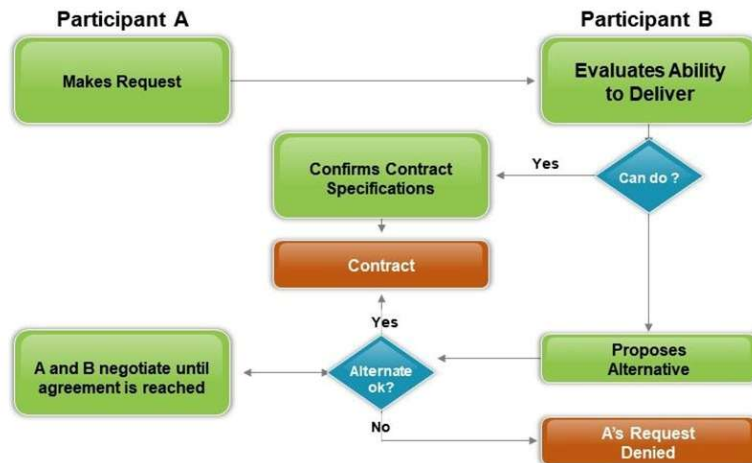 Participant A
Participant B
Makes Request
Evaluates Ability
to Deliver
Confirms Contract
Specifications
Yes
Can do ?
Contract
Yes
A and B negotiate until
agreement is reached
Alternate
ok?
Proposes
Alternative
No
A's Request
Denied